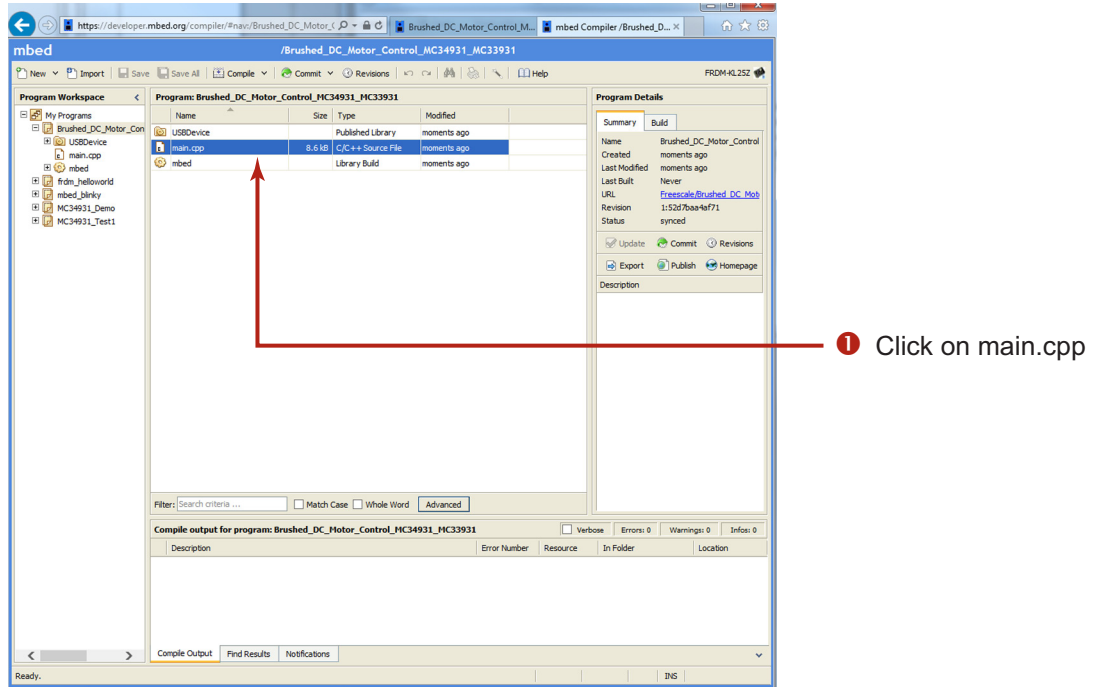 https://developer.mbed.org/compiler/#nav:/Brushed_DC_Motor_(
Brushed_DC_Motor_Control_M...
mbed Compiler /Brushed_D... ×
mbed
/Brushed_DC_Motor_Control_MC34931_MC33931
New Import Save Save All Compile Commit Revisions Help FRDM-KL25Z
Program Workspace <
My Programs
Brushed_DC_Motor_Con
USBDevice
main.cpp
mbed
frdm_helloworld
mbed_blinky
MC34931_Demo
MC34931_Test1
Program: Brushed_DC_Motor_Control_MC34931_MC33931
Name Size Type Modified
USBDevice Published Library moments ago
main.cpp 8.6 kB C/C++ Source File moments ago
mbed Library Build moments ago
Filter: Search criteria ... Match Case Whole Word Advanced
Program Details
Summary Build
Name Brushed_DC_Motor_Control
Created moments ago
Last Modified moments ago
Last Built Never
URL Freescale/Brushed_DC_Mot
Revision 1:52d7baa4af71
Status synced
Update Commit Revisions
Export Publish Homepage
Description
❶ Click on main.cpp
Compile output for program: Brushed_DC_Motor_Control_MC34931_MC33931 Verbose Errors: 0 Warnings: 0 Infos: 0
Description Error Number Resource In Folder Location
Compile Output Find Results Notifications
Ready. INS